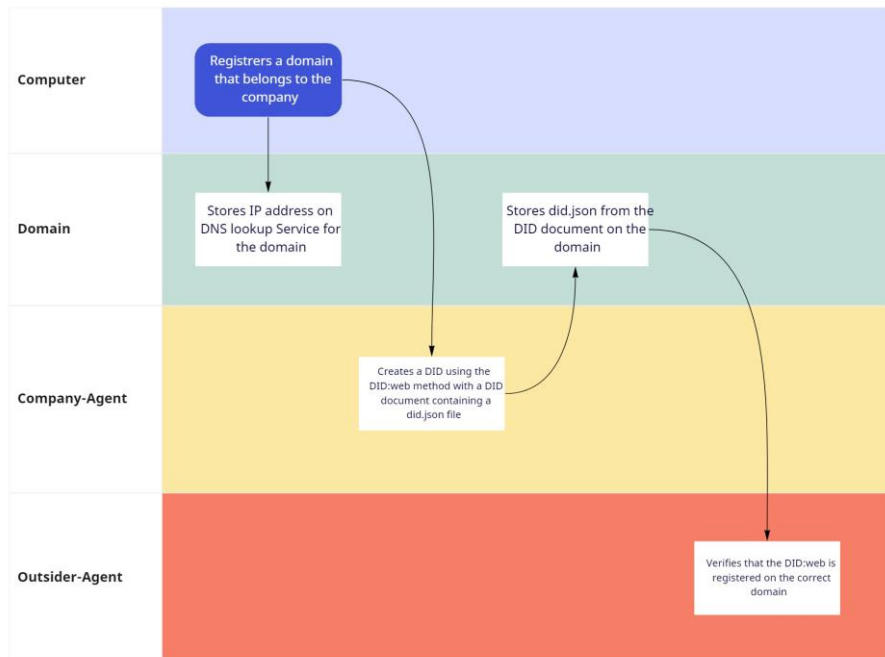 Computer
Registrers a domain
that belongs to the
company
Domain
Stores IP address on
DNS lookup Service for
the domain
Stores did.json from the
DID document on the
domain
Company-Agent
Creates a DID using the
DID:web method with a DID
document containing a
did.json file
Outsider-Agent
Verifies that the DID:web is
registered on the correct
domain